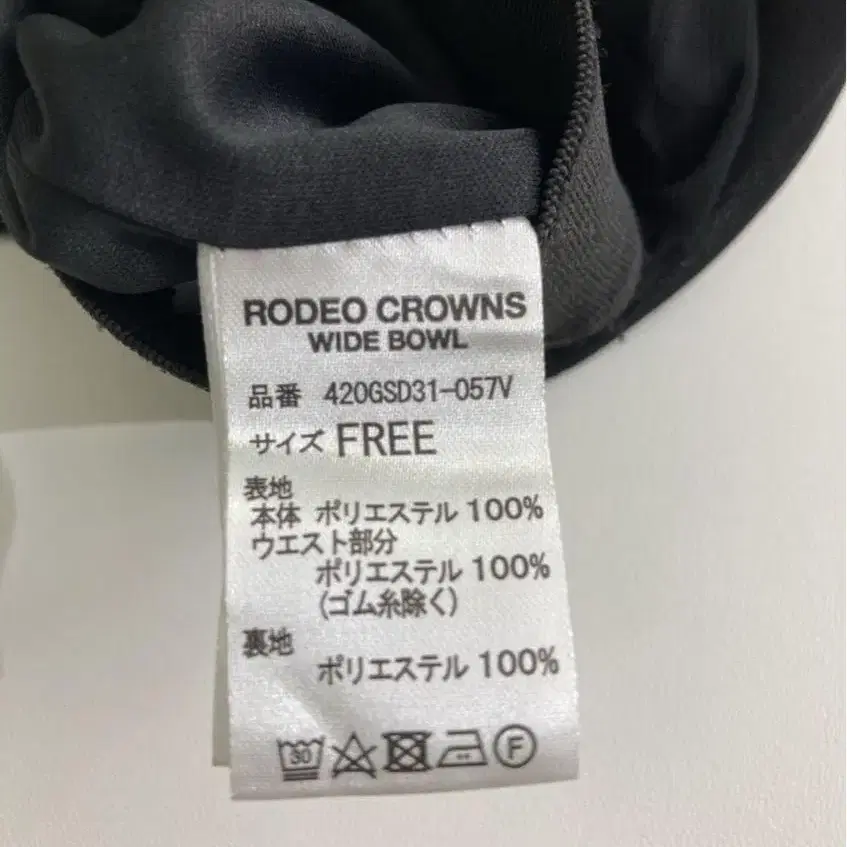 RODEO CROWNS
WIDE BOWL
品番 420GSD31-057V
サイズ FREE
表地
本体 ポリエステル 100%
ウエスト部分
ポリエステル 100%
(ゴム糸除く)
裏地
ポリエステル 100%
30 F